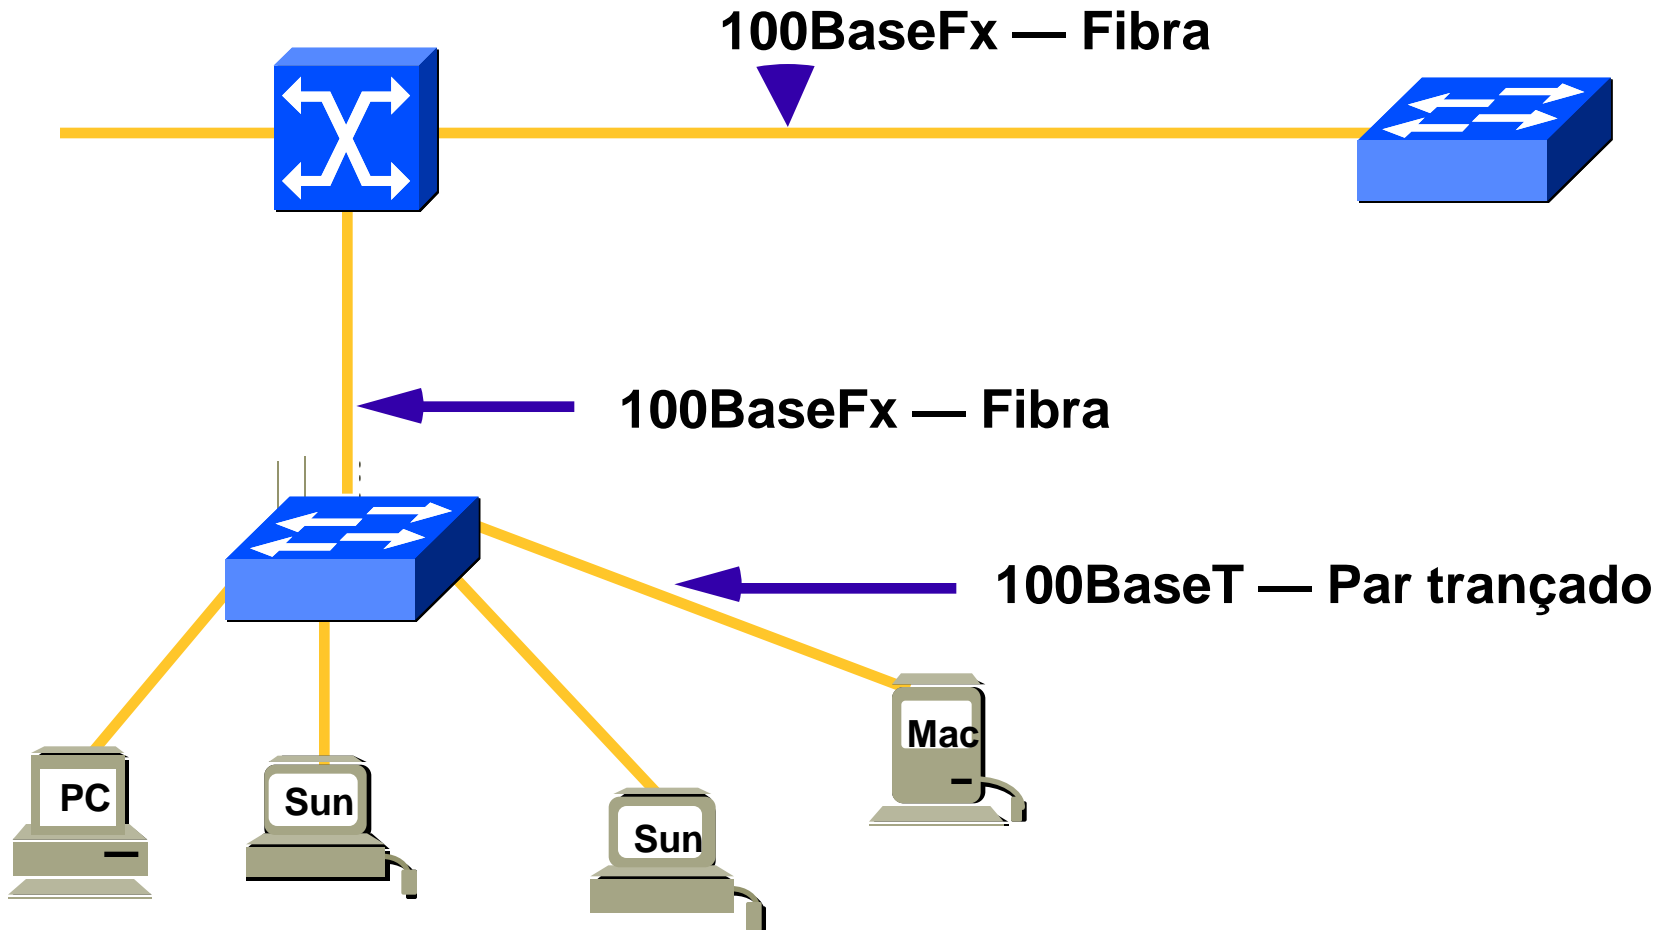 100BaseFx — Fibra
100BaseFx — Fibra
100BaseT — Par trançado
Mac
PC
Sun
Sun